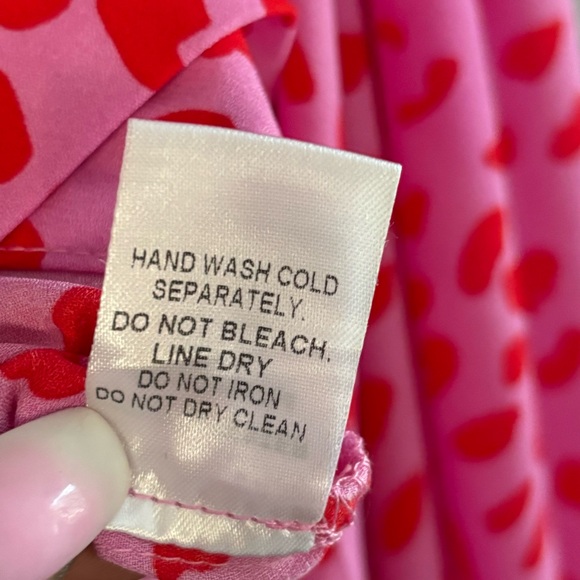 HAND WASH COLD
SEPARATELY.
DO NOT BLEACH.
LINE DRY
DO NOT IRON
DO NOT DRY CLEAN